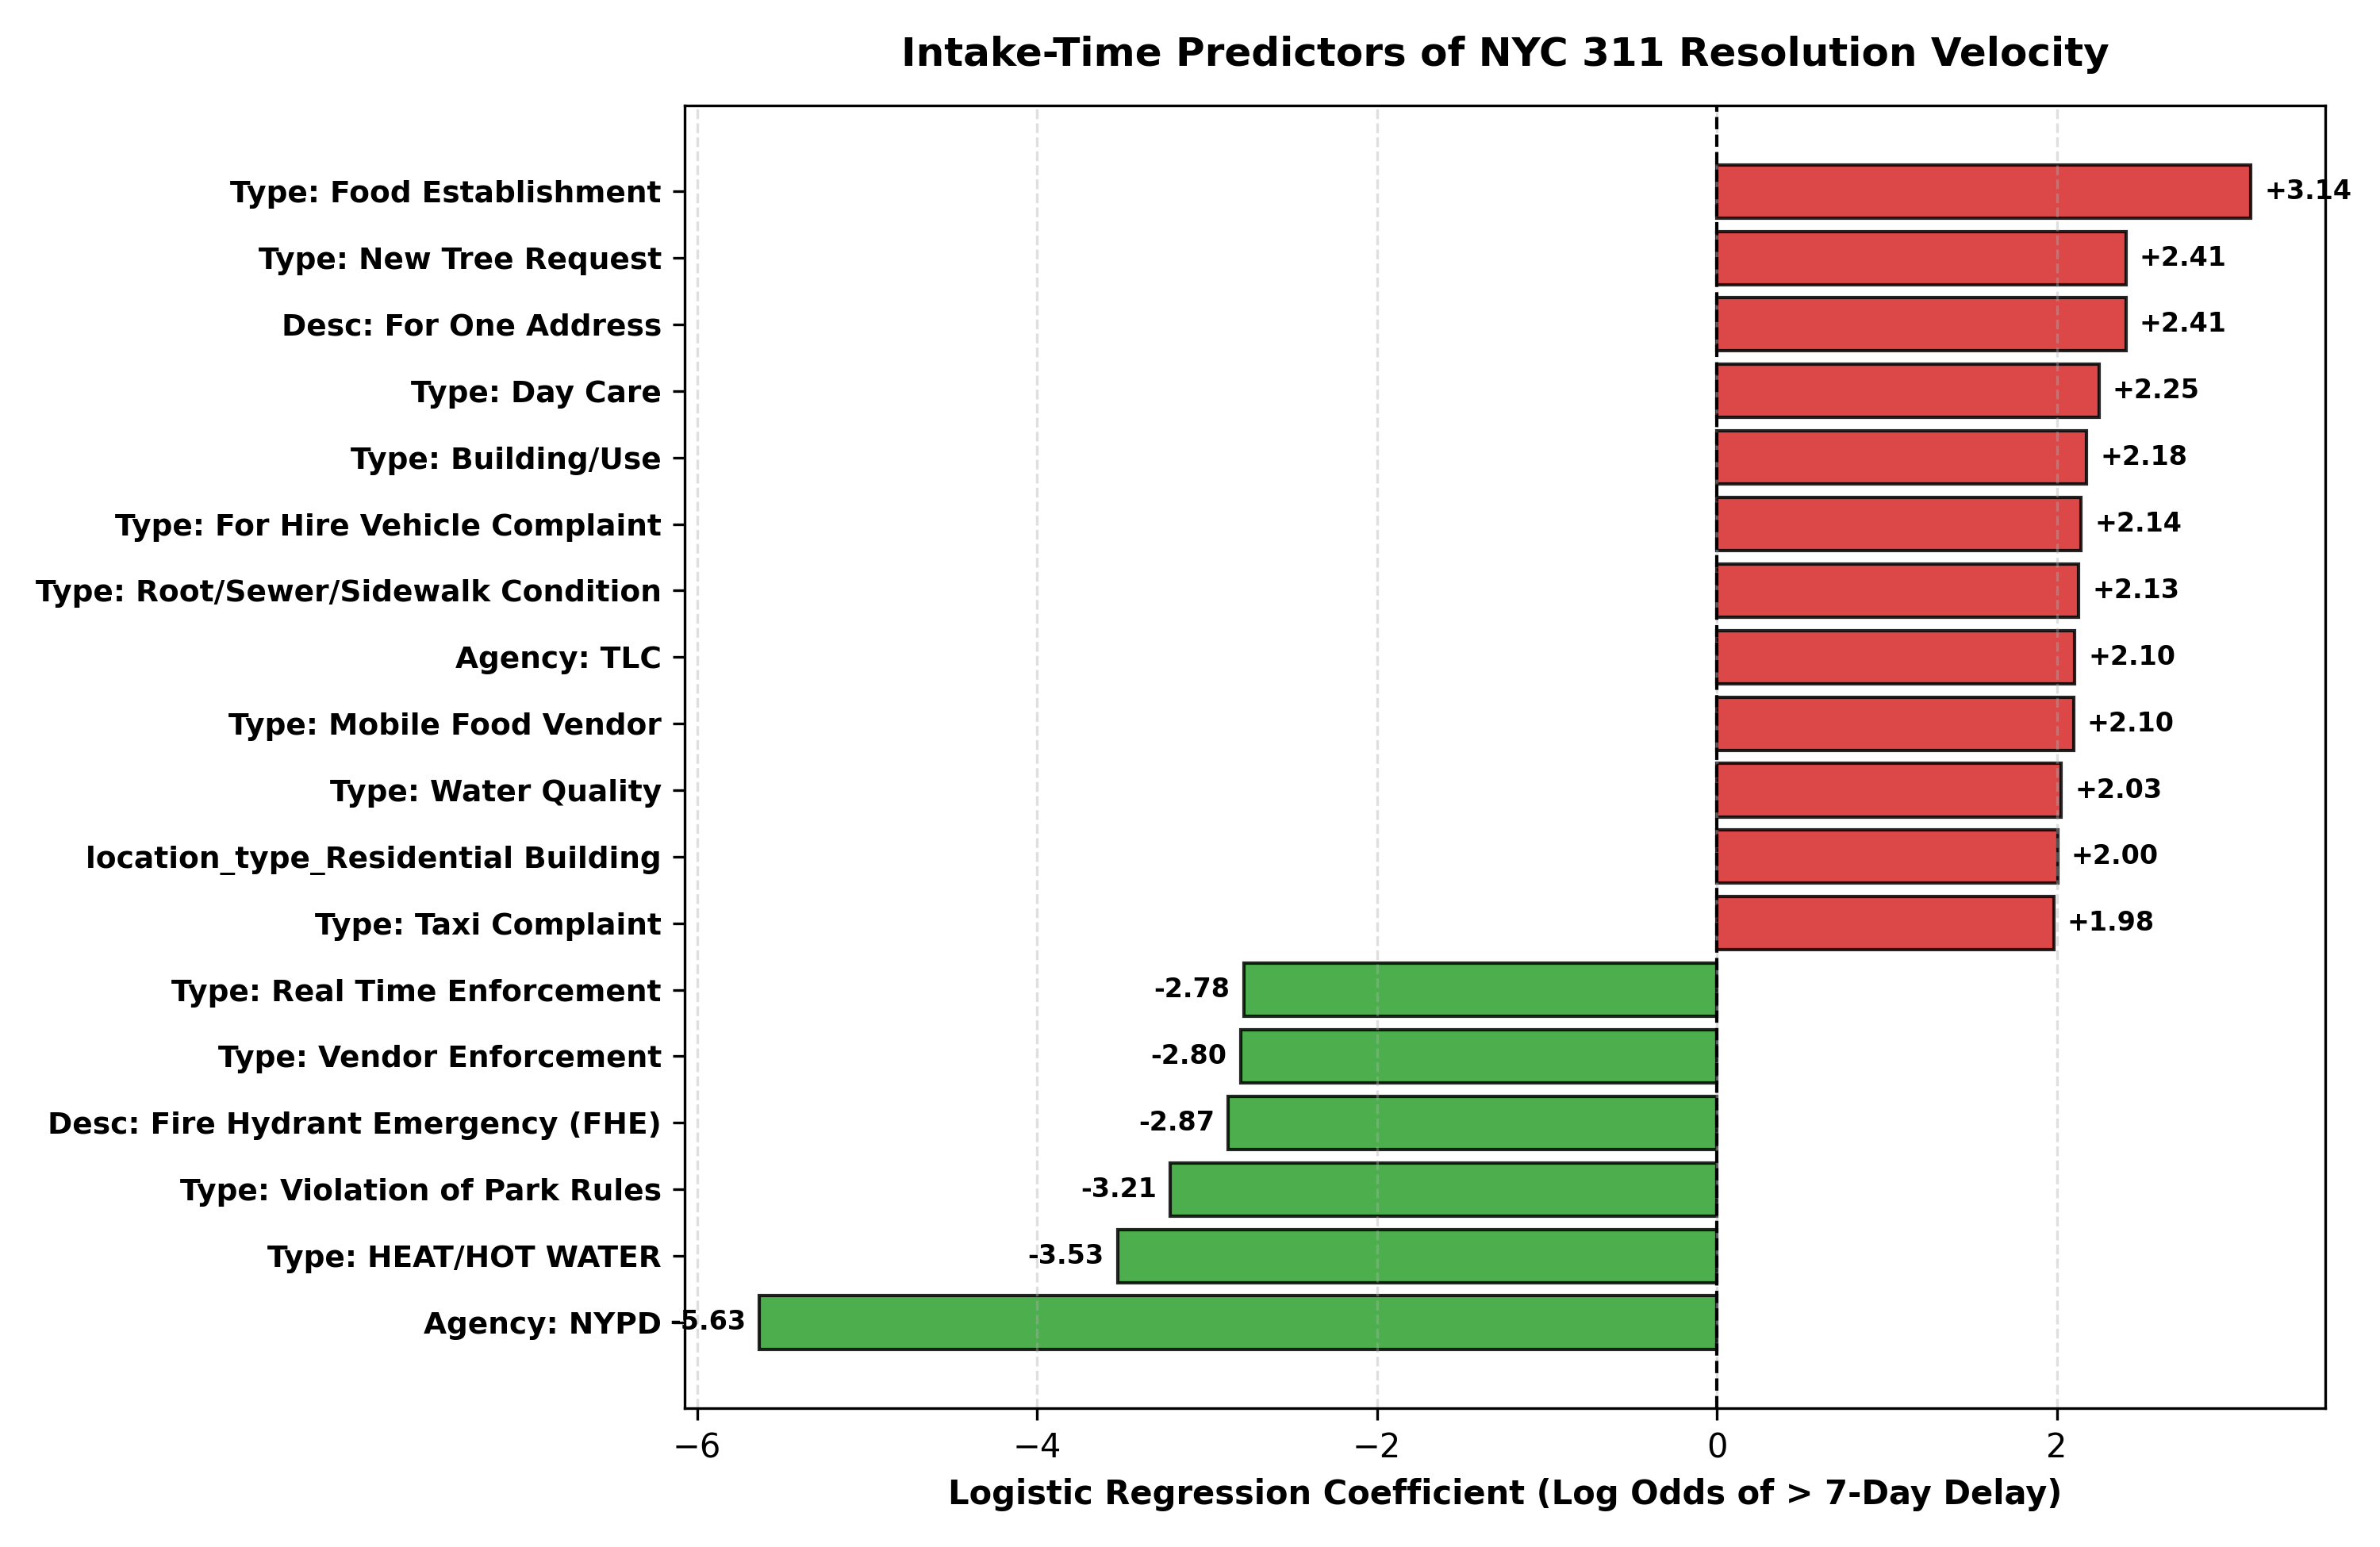 Intake-Time Predictors of NYC 311 Resolution Velocity
Type: Food Establishment +3.14
Type: New Tree Request +2.41
Desc: For One Address +2.41
Type: Day Care +2.25
Type: Building/Use +2.18
Type: For Hire Vehicle Complaint +2.14
Type: Root/Sewer/Sidewalk Condition +2.13
Agency: TLC +2.10
Type: Mobile Food Vendor +2.10
Type: Water Quality +2.03
location_type_Residential Building +2.00
Type: Taxi Complaint +1.98
Type: Real Time Enforcement -2.78
Type: Vendor Enforcement -2.80
Desc: Fire Hydrant Emergency (FHE) -2.87
Type: Violation of Park Rules -3.21
Type: HEAT/HOT WATER -3.53
Agency: NYPD -5.63
−6 −4 −2 0 2
Logistic Regression Coefficient (Log Odds of > 7-Day Delay)